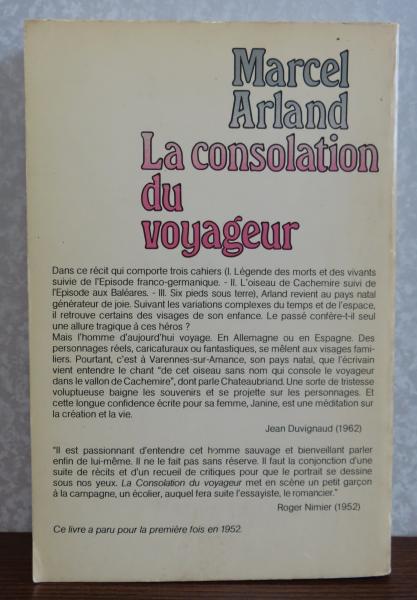 Marcel
Arland
La consolation
du
voyageur
Dans ce récit qui comporte trois cahiers (I. Légende des morts et des vivants
suivie de l'Episode franco-germanique. - II. L'oiseau de Cachemire suivi de
l'Episode aux Baléares. - III. Six pieds sous terre), Arland revient au pays natal
générateur de joie. Suivant les variations complexes du temps et de l'espace,
il retrouve certains des visages de son enfance. Le passé confère-t-il seul
une allure tragique à ces héros ?
Mais l'homme d'aujourd'hui voyage. En Allemagne ou en Espagne. Des
personnages réels, caricaturaux ou fantastiques, se mêlent aux visages fami-
liers. Pourtant, c'est à Varennes-sur-Amance, son pays natal, que l'écrivain
vient entendre le chant "de cet oiseau sans nom qui console le voyageur
dans le vallon de Cachemire", dont parle Chateaubriand. Une sorte de tristesse
voluptueuse baigne les souvenirs et se projette sur les personnages. Et
cette longue confidence écrite pour sa femme, Janine, est une méditation sur
la création et la vie.
Jean Duvignaud (1962)
"Il est passionnant d'entendre cet homme sauvage et bienveillant parler
enfin de lui-même. Il ne le fait pas sans réserve. Il faut la conjonction d'une
suite de récits et d'un recueil de critiques pour que le portrait se dessine
sous nos yeux. La Consolation du voyageur met en scène un petit garçon
à la campagne, un écolier, auquel fera suite l'essayiste, le romancier."
Roger Nimier (1952)
Ce livre a paru pour la première fois en 1952.